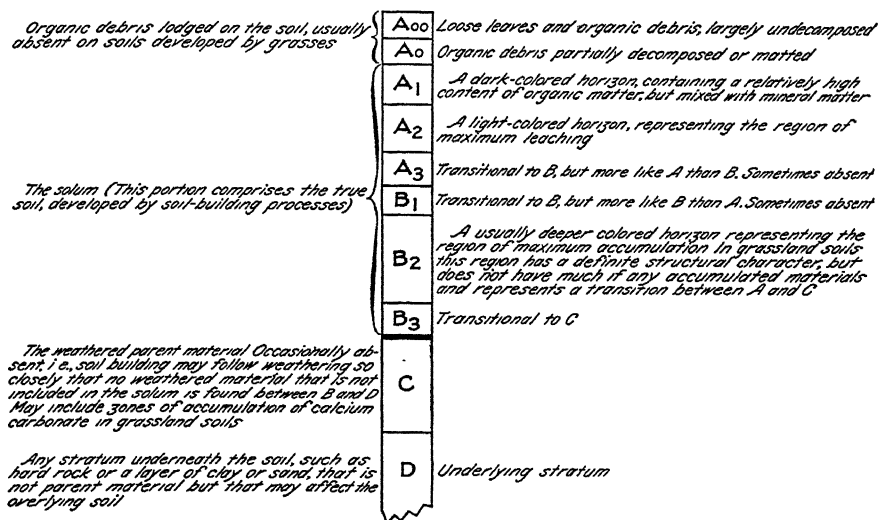 Organic debris lodged on the soil, usually
absent on soils developed by grasses
A00
Loose leaves and organic debris, largely undecomposed
A0
Organic debris partially decomposed or matted
The solum (This portion comprises the true
soil, developed by soil-building processes)
A1
A dark-colored horizon, containing a relatively high
content of organic matter, but mixed with mineral matter
A2
A light-colored horizon, representing the region of
maximum leaching
A3
Transitional to B, but more like A than B. Sometimes absent
B1
Transitional to B, but more like B than A. Sometimes absent
B2
A usually deeper colored horizon representing the
region of maximum accumulation In grassland soils
this region has a definite structural character, but
does not have much if any accumulated materials
and represents a transition between A and C
B3
Transitional to C
The weathered parent material Occasionally ab-
sent, i.e., soil building may follow weathering so
closely that no weathered material that is not
included in the solum is found between B and D
May include zones of accumulation of calcium
carbonate in grassland soils
C
Any stratum underneath the soil, such as
hard rock or a layer of clay or sand, that is
not parent material but that may affect the
overlying soil
D
Underlying stratum